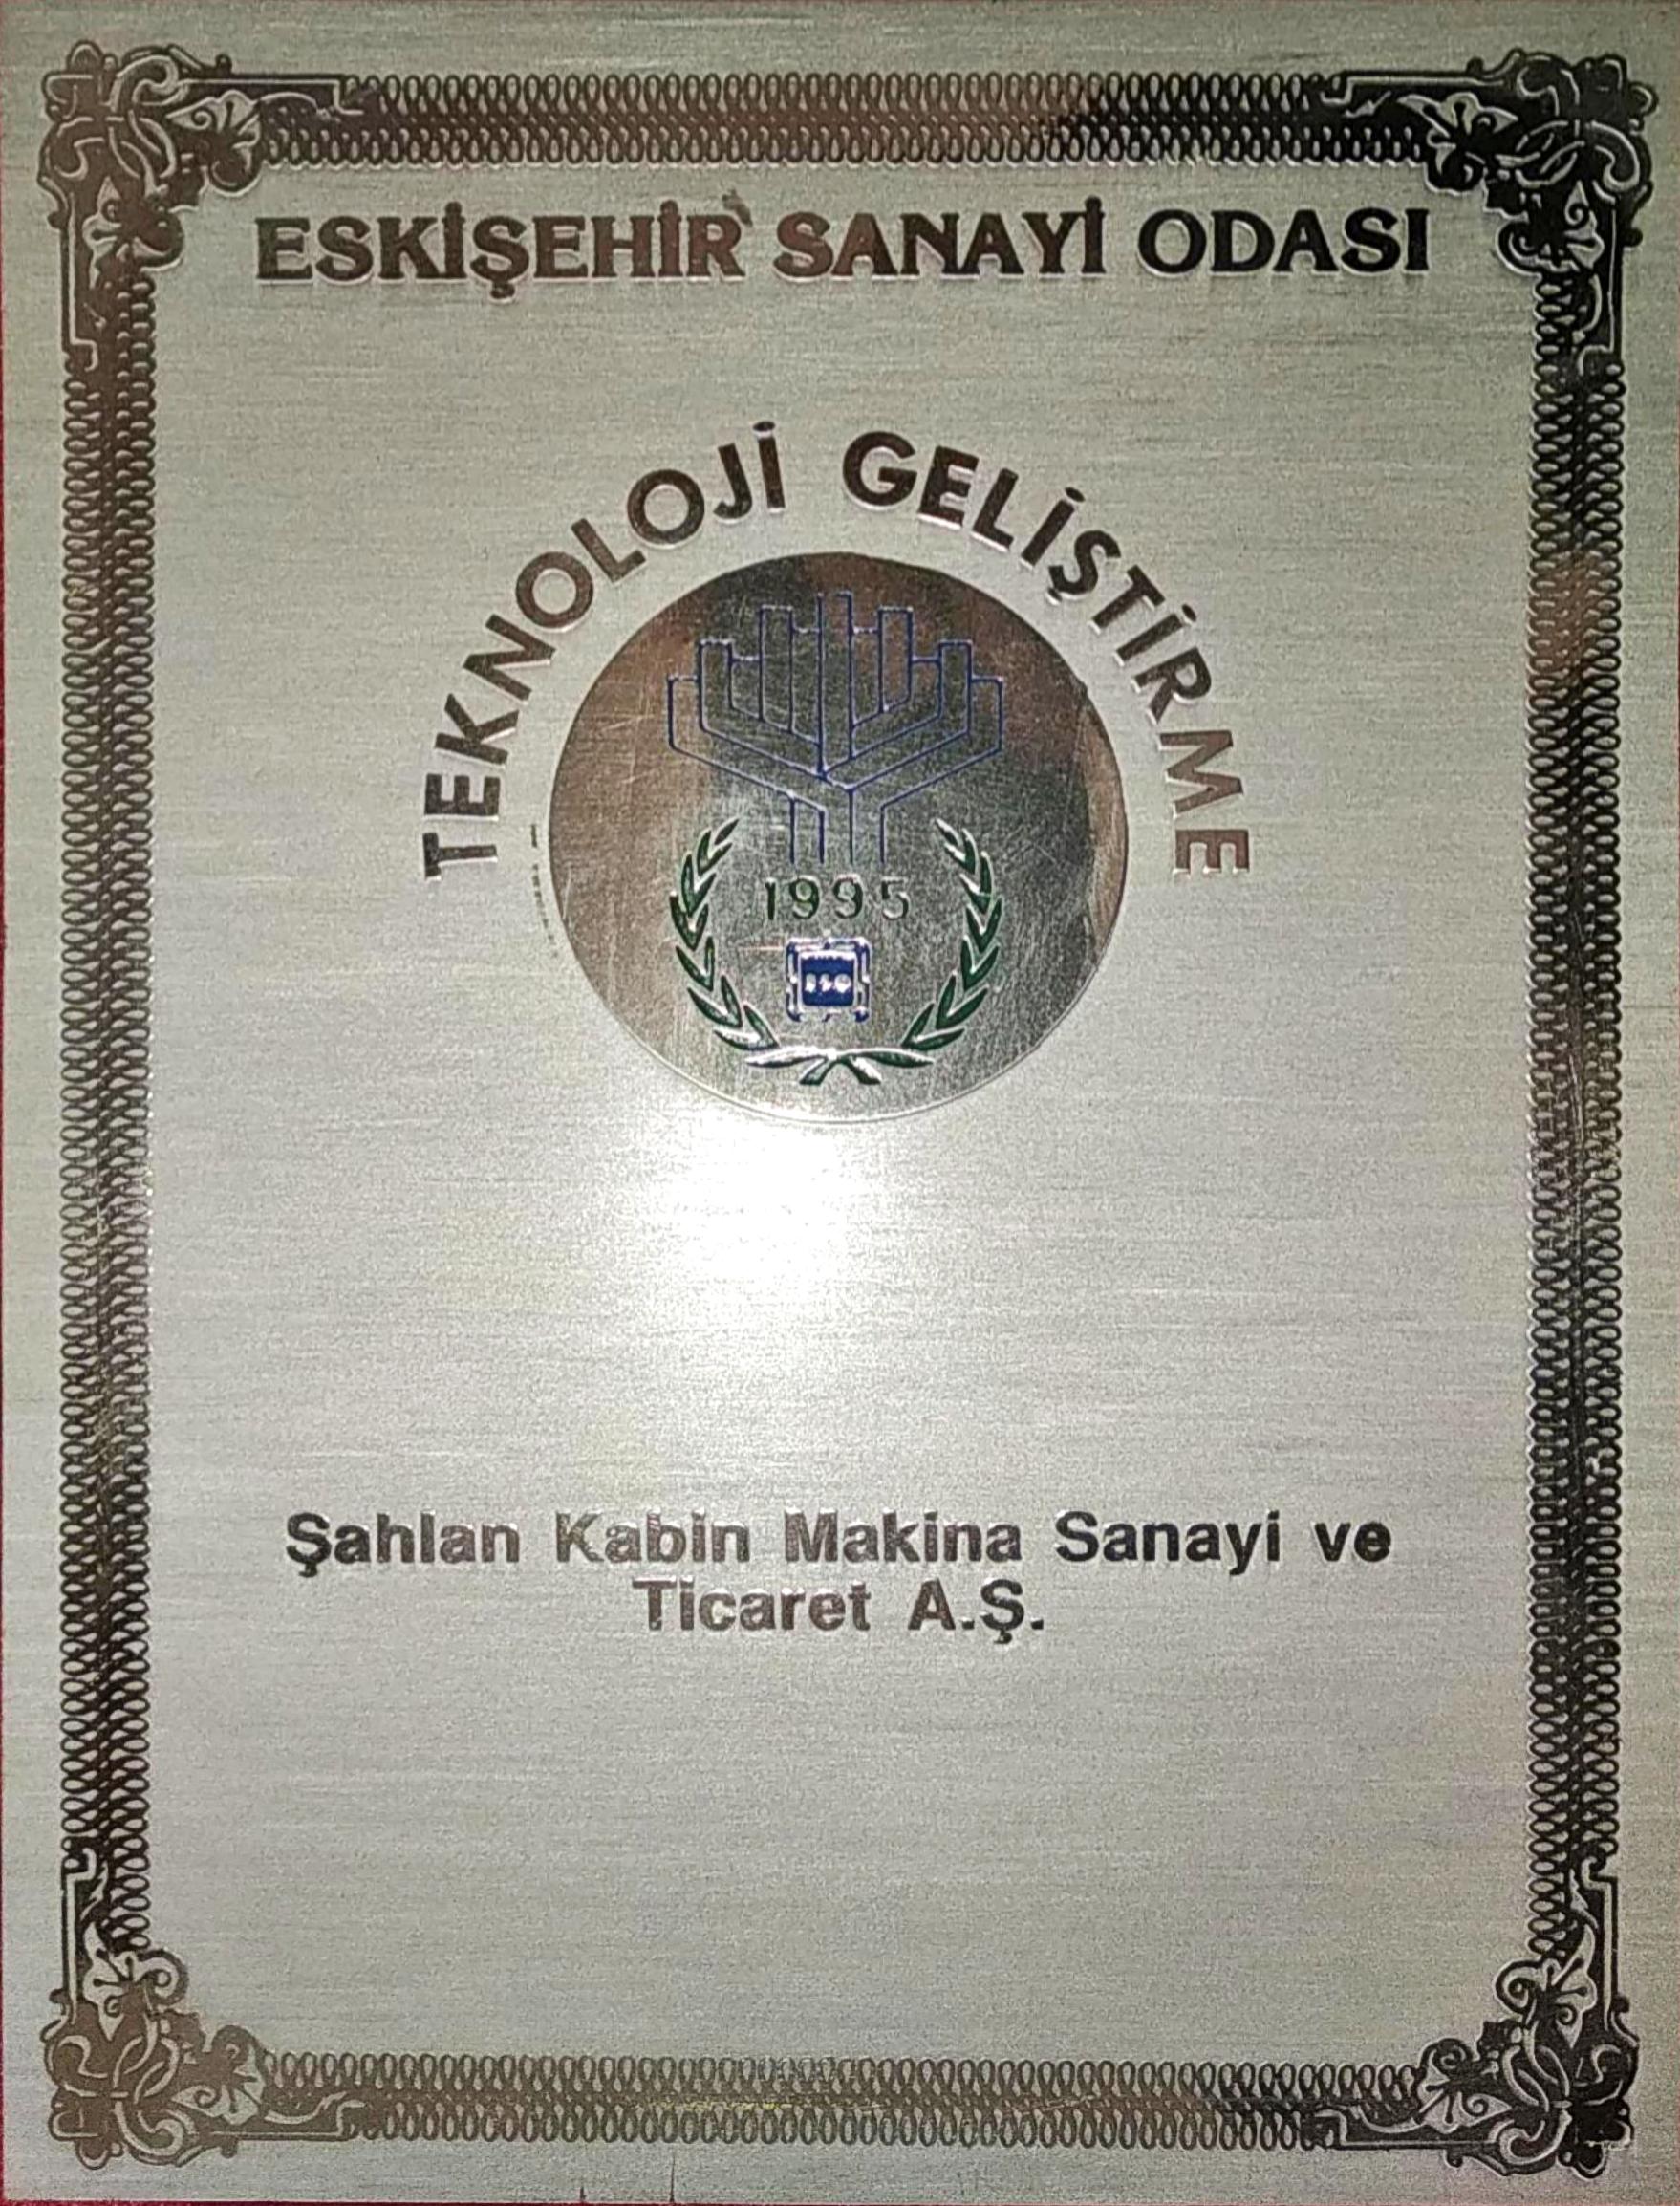 ESKİŞEHİR SANAYİ ODASI
TEKNOLOJİ GELİŞTİRME
1995
Şahlan Kabin Makina Sanayi ve
Ticaret A.Ş.